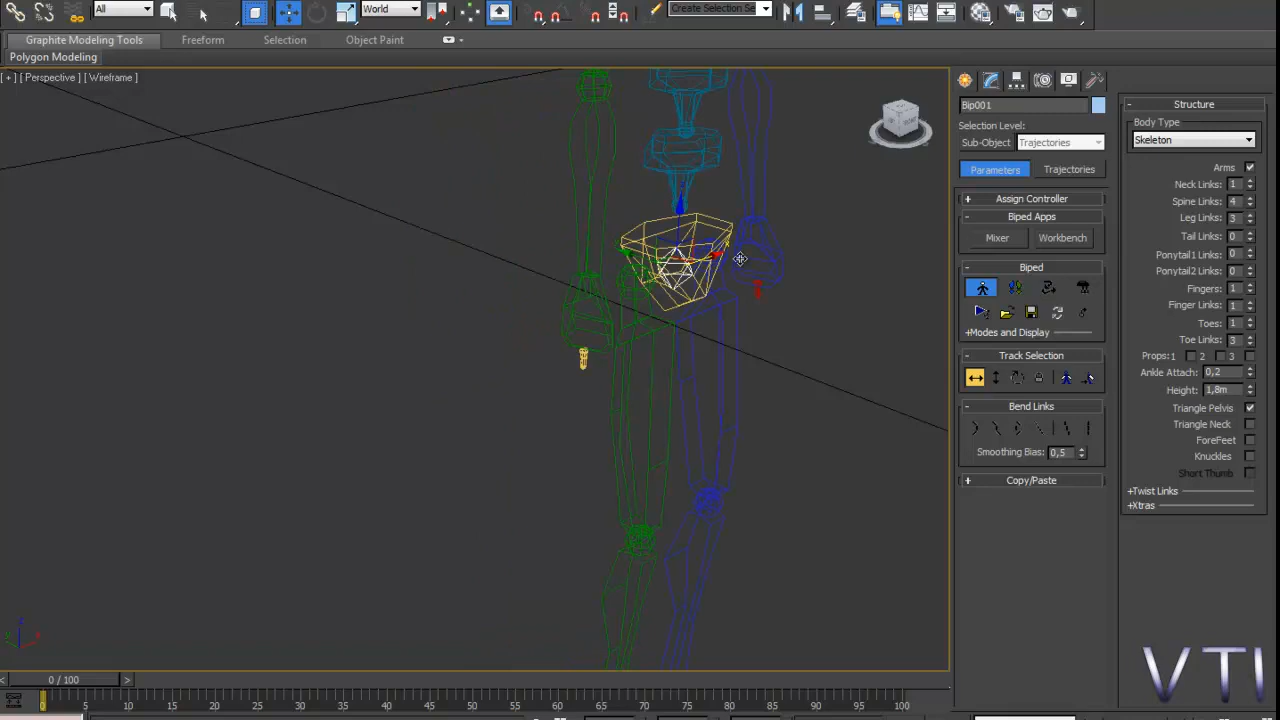 All
World
Create Selection Se
Graphite Modeling Tools
Freeform
Selection
Object Paint
Polygon Modeling
[ + ] [ Perspective ] [ Wireframe ]
Bip001
Selection Level:
Sub-Object
Trajectories
Parameters
Trajectories
+ Assign Controller
- Biped Apps
Mixer
Workbench
- Biped
+Modes and Display
- Track Selection
- Bend Links
Smoothing Bias: 0,5
+ Copy/Paste
- Structure
Body Type
Skeleton
Arms
Neck Links: 1
Spine Links: 4
Leg Links: 3
Tail Links: 0
Ponytail1 Links: 0
Ponytail2 Links: 0
Fingers: 1
Finger Links: 1
Toes: 1
Toe Links: 3
Props: 1 2 3
Ankle Attach: 0,2
Height: 1,8m
Triangle Pelvis
Triangle Neck
ForeFeet
Knuckles
Short Thumb
+Twist Links
+Xtras
z
x
y
< 0 / 100 >
0 5 10 15 20 25 30 35 40 45 50 55 60 65 70 75 80 85 90 95 100
VTI